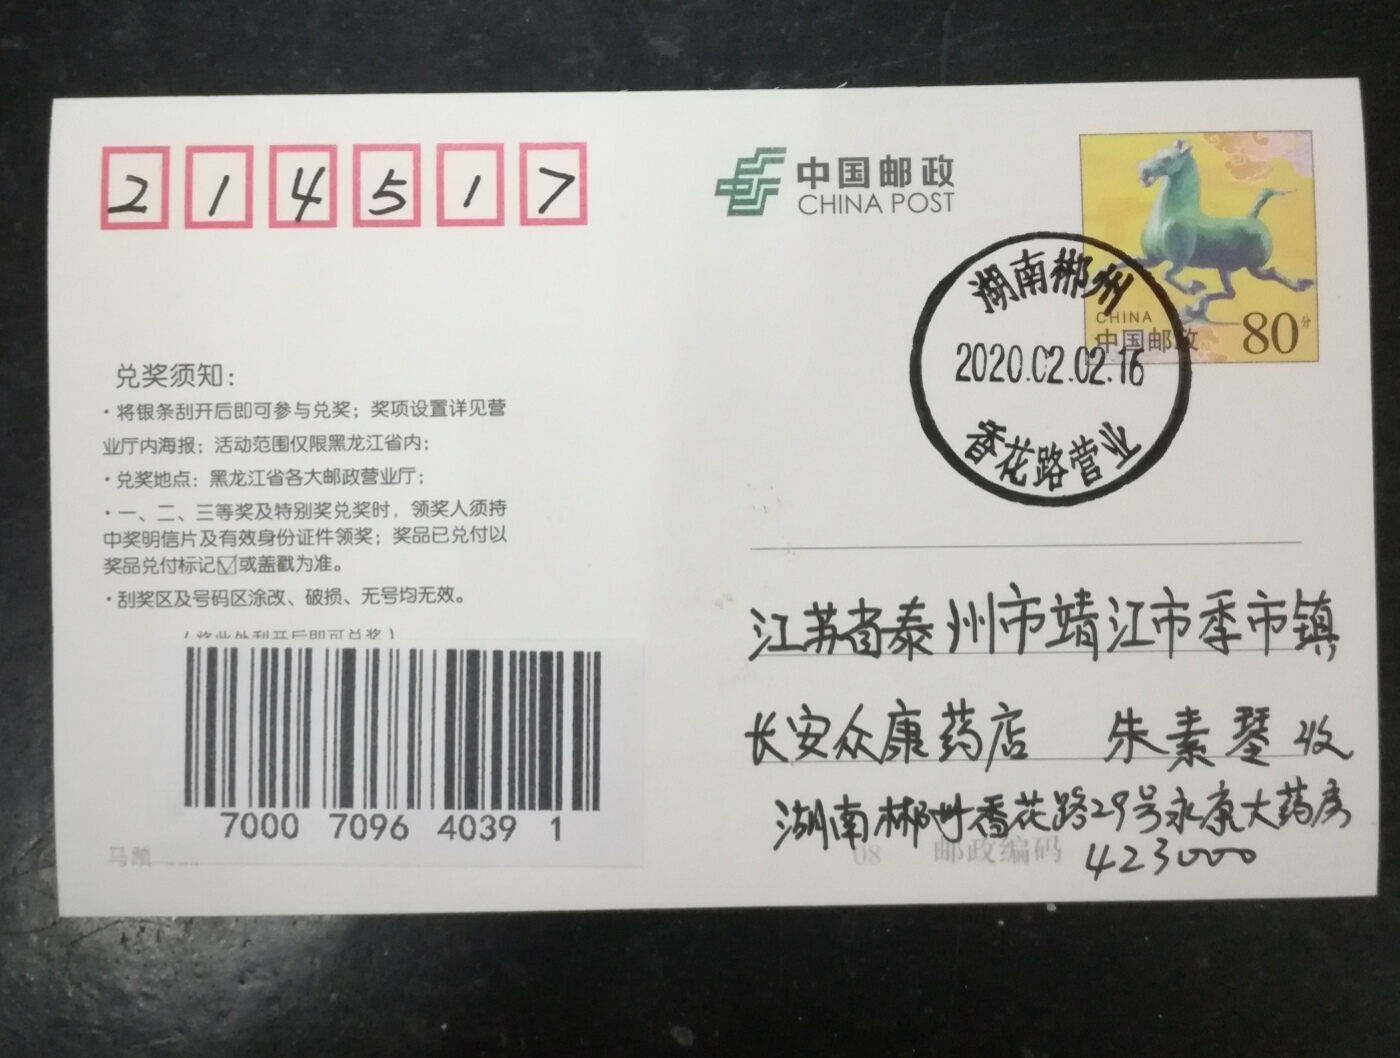 214517
中国邮政
CHINA POST
湖南郴州
2020.02.02.16
香花路营业
CHINA
中国邮政
80分
兑奖须知：
·将银条刮开后即可参与兑奖；奖项设置详见营
业厅内海报；活动范围仅限黑龙江省内；
·兑奖地点：黑龙江省各大邮政营业厅；
·一、二、三等奖及特别奖兑奖时，领奖人须持
中奖明信片及有效身份证件领奖；奖品已兑付以
奖品兑付标记☑或盖戳为准。
·刮奖区及号码区涂改、破损、无号均无效。
（将此处刮开后即可兑奖）
7000 7096 4039 1
江苏省泰州市靖江市季市镇
长安众康药店 朱素琴收
湖南郴州香花路29号永康大药房
邮政编码
423000